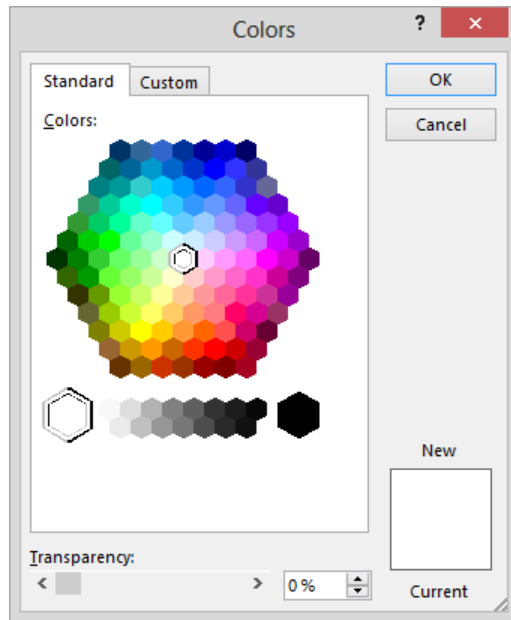 Colors
?
Standard
Custom
OK
Cancel
Colors:
New
Current
Transparency:
0 %